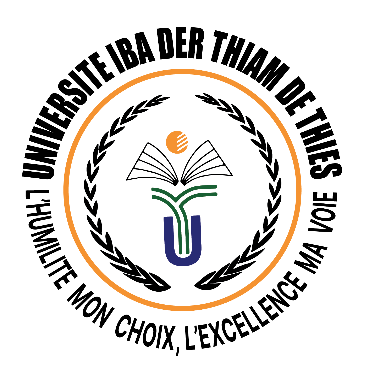 UNIVERSITE IBA DER THIAM DE THIES
L'HUMILITE MON CHOIX, L'EXCELLENCE MA VOIE
U